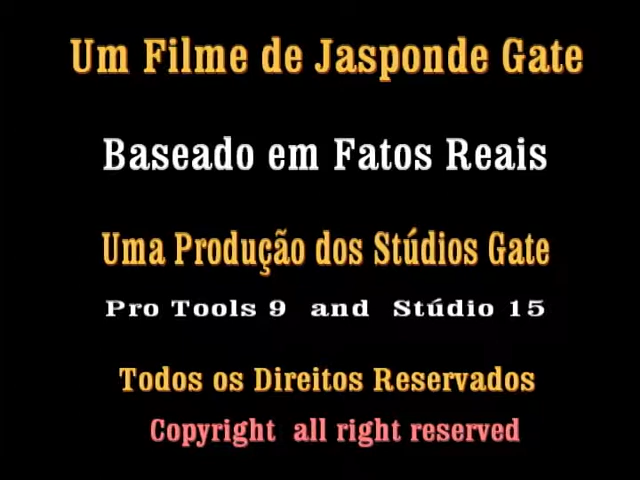 Um Filme de Jasponde Gate
Baseado em Fatos Reais
Uma Produção dos Stúdios Gate
Pro Tools 9 and Stúdio 15
Todos os Direitos Reservados
Copyright all right reserved